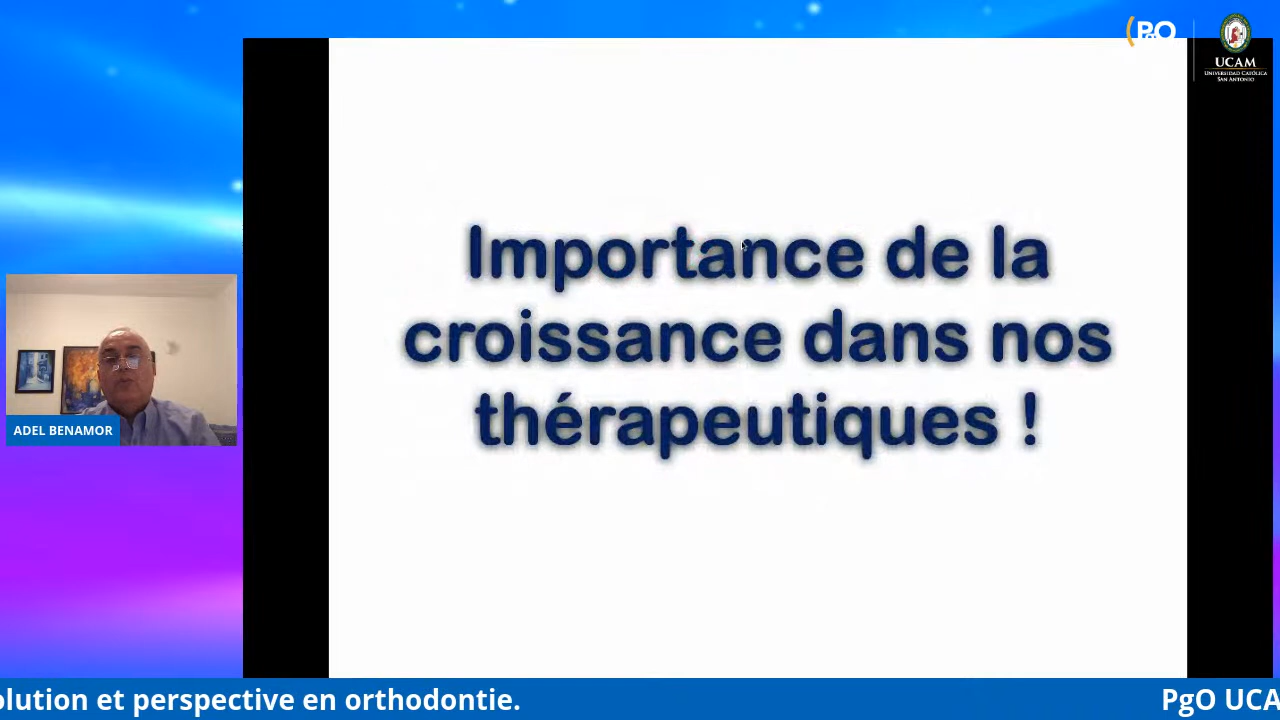 PgO
UCAM
UNIVERSIDAD CATÓLICA
SAN ANTONIO
Importance de la
croissance dans nos
thérapeutiques !
ADEL BENAMOR
olution et perspective en orthodontie.
PgO UCA